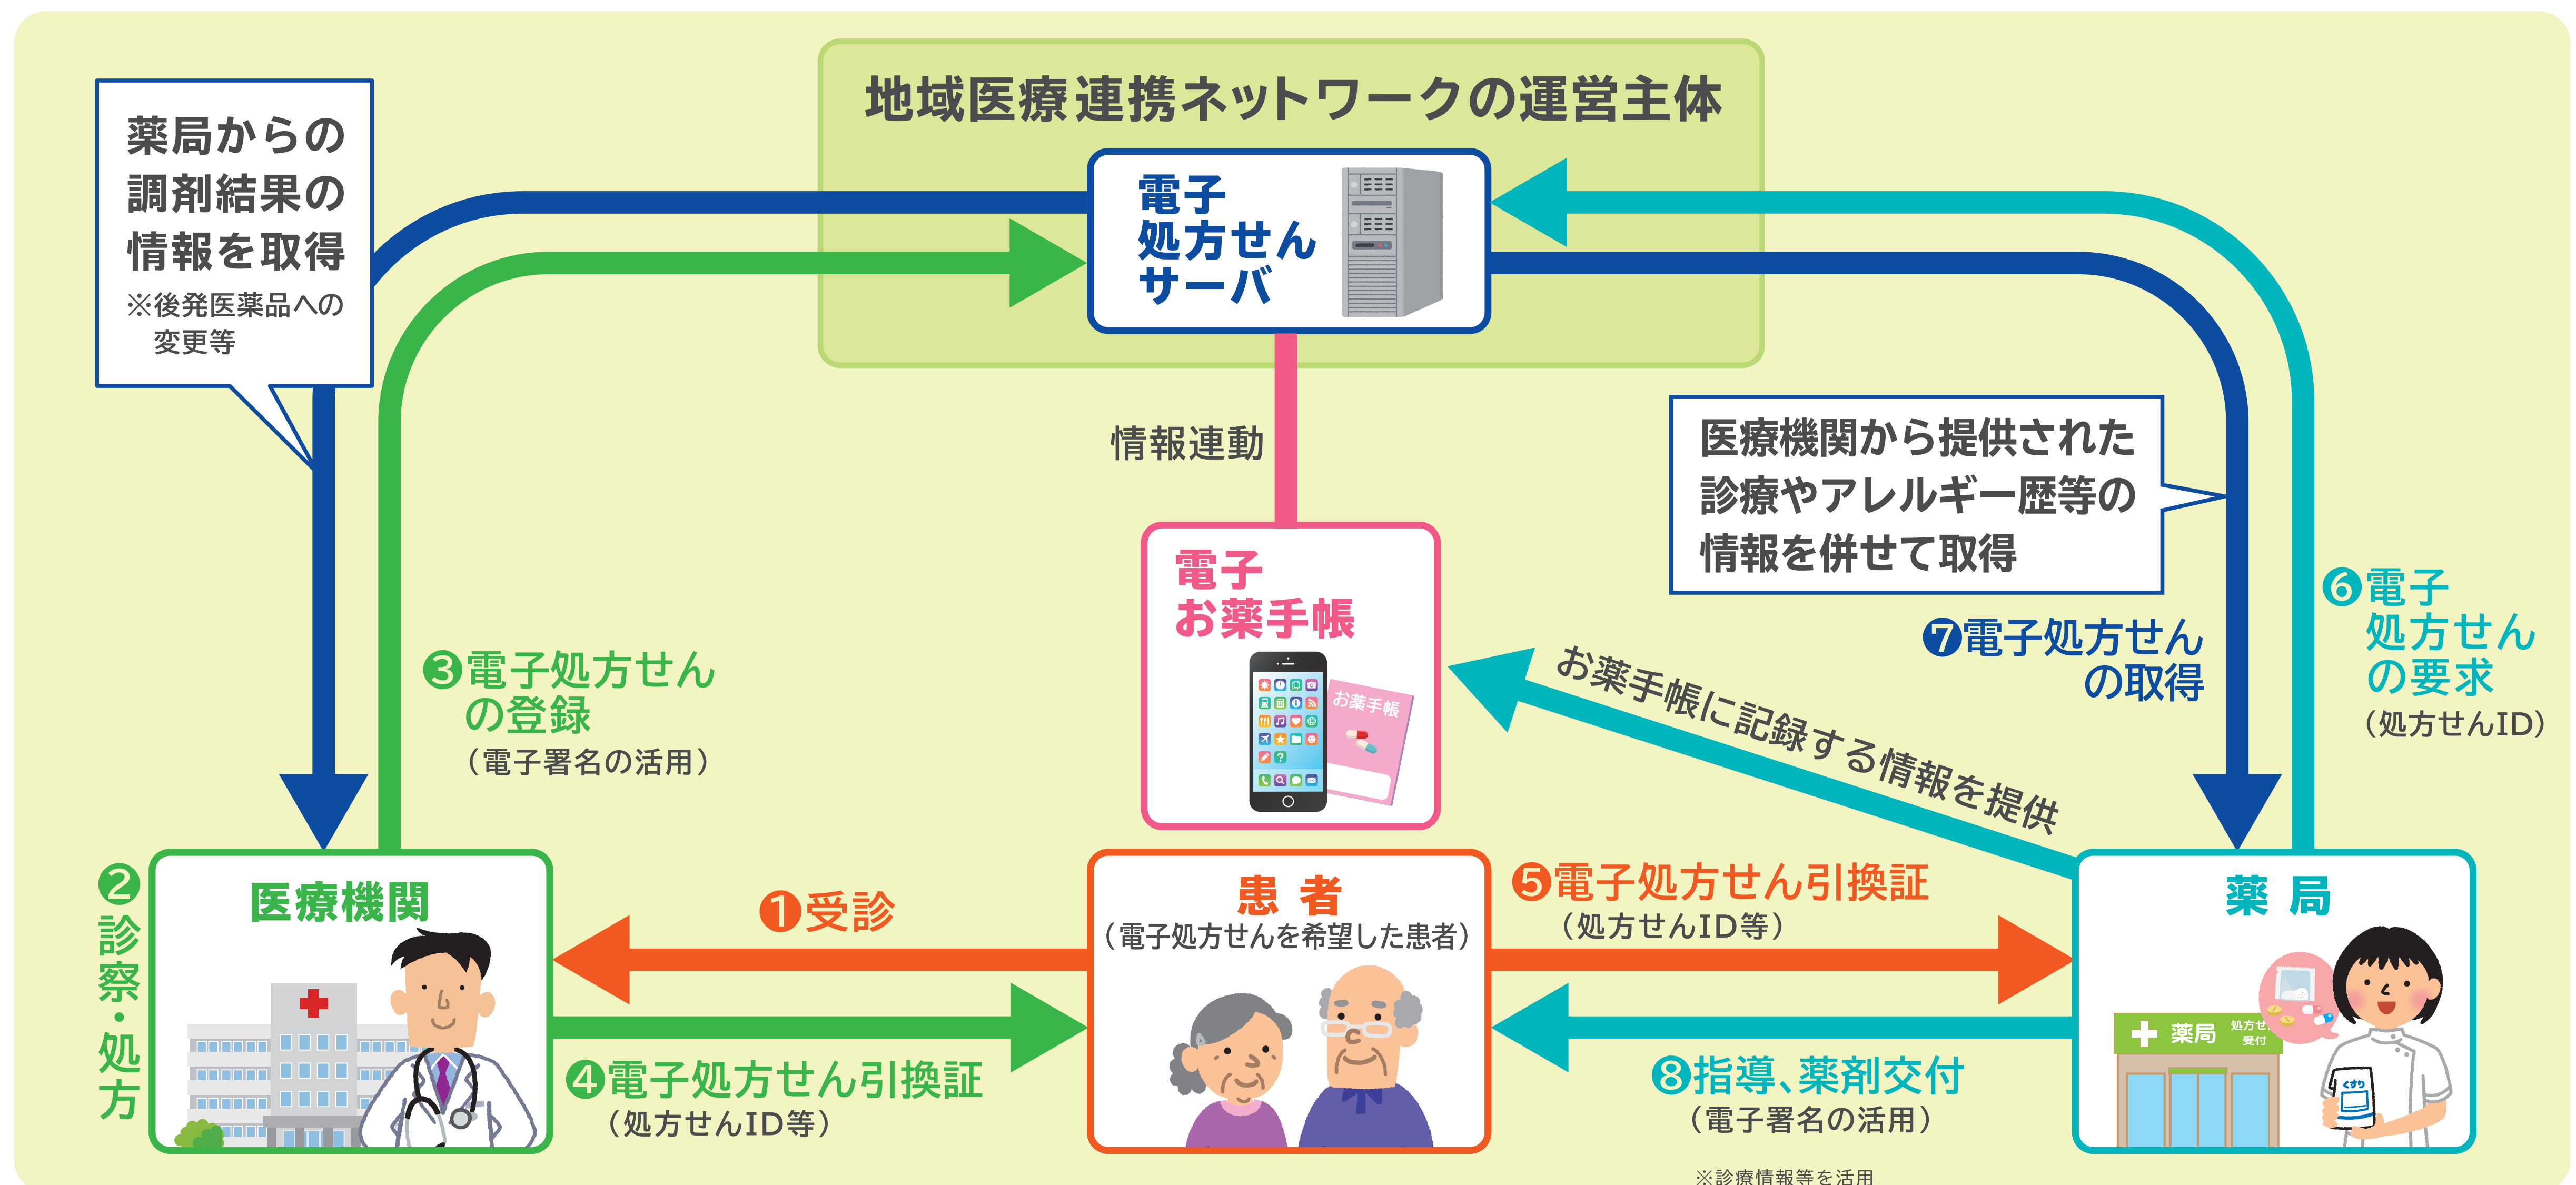 地域医療連携ネットワークの運営主体
薬局からの
調剤結果の
情報を取得
※後発医薬品への
変更等
電子
処方せん
サーバ
情報連動
医療機関から提供された
診療やアレルギー歴等の
情報を併せて取得
電子
お薬手帳
お薬手帳
❸電子処方せん
の登録
（電子署名の活用）
お薬手帳に記録する情報を提供
❼電子処方せん
の取得
❻電子
処方せん
の要求
（処方せんID）
❷診察・処方
医療機関
❶受診
❹電子処方せん引換証
（処方せんID等）
患者
（電子処方せんを希望した患者）
❺電子処方せん引換証
（処方せんID等）
❽指導、薬剤交付
（電子署名の活用）
※診療情報等を活用
薬局
薬局
処方せ
受付
くすり